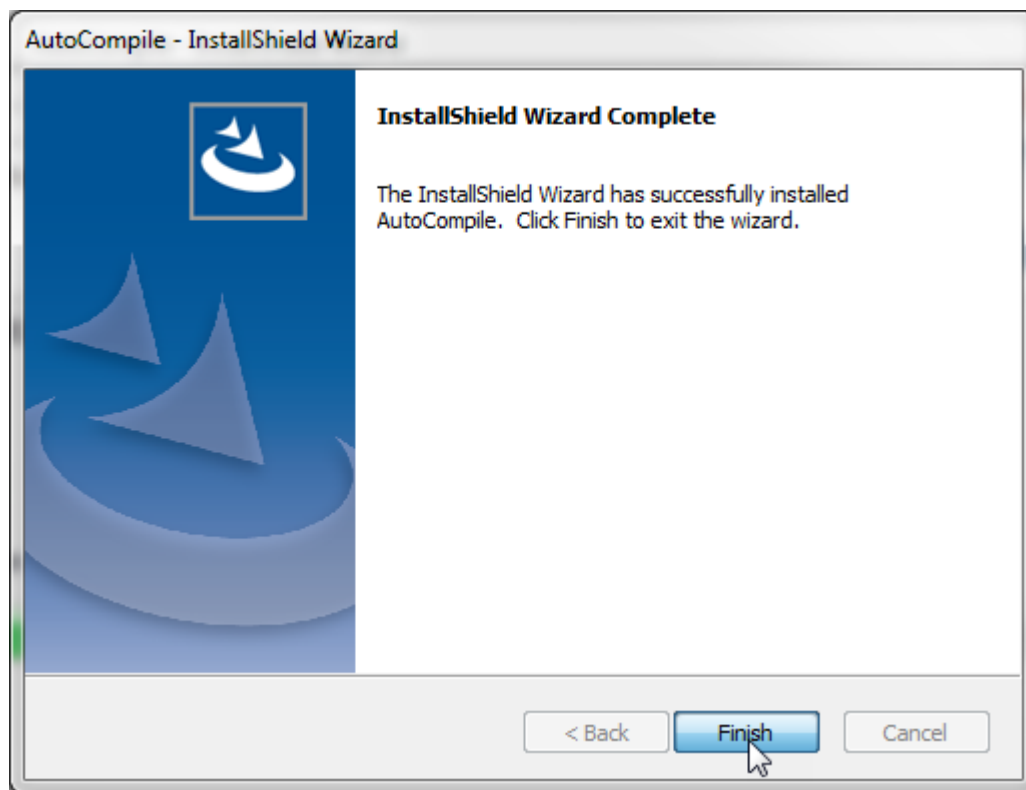 AutoCompile - InstallShield Wizard
InstallShield Wizard Complete
The InstallShield Wizard has successfully installed
AutoCompile.  Click Finish to exit the wizard.
< Back
Finish
Cancel